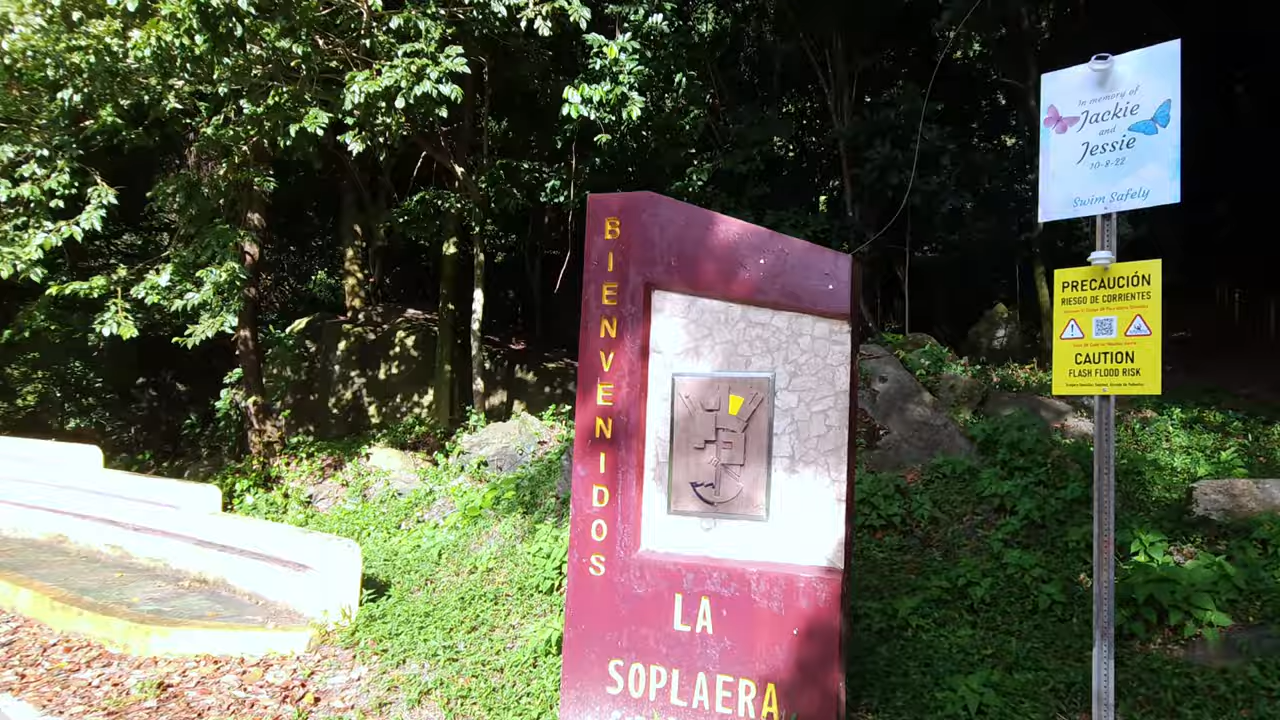 BIENVENIDOS
LA
SOPLAERA
In memory of
Jackie
and
Jessie
10-8-22
Swim Safely
PRECAUCIÓN
RIESGO DE CORRIENTES
CAUTION
FLASH FLOOD RISK